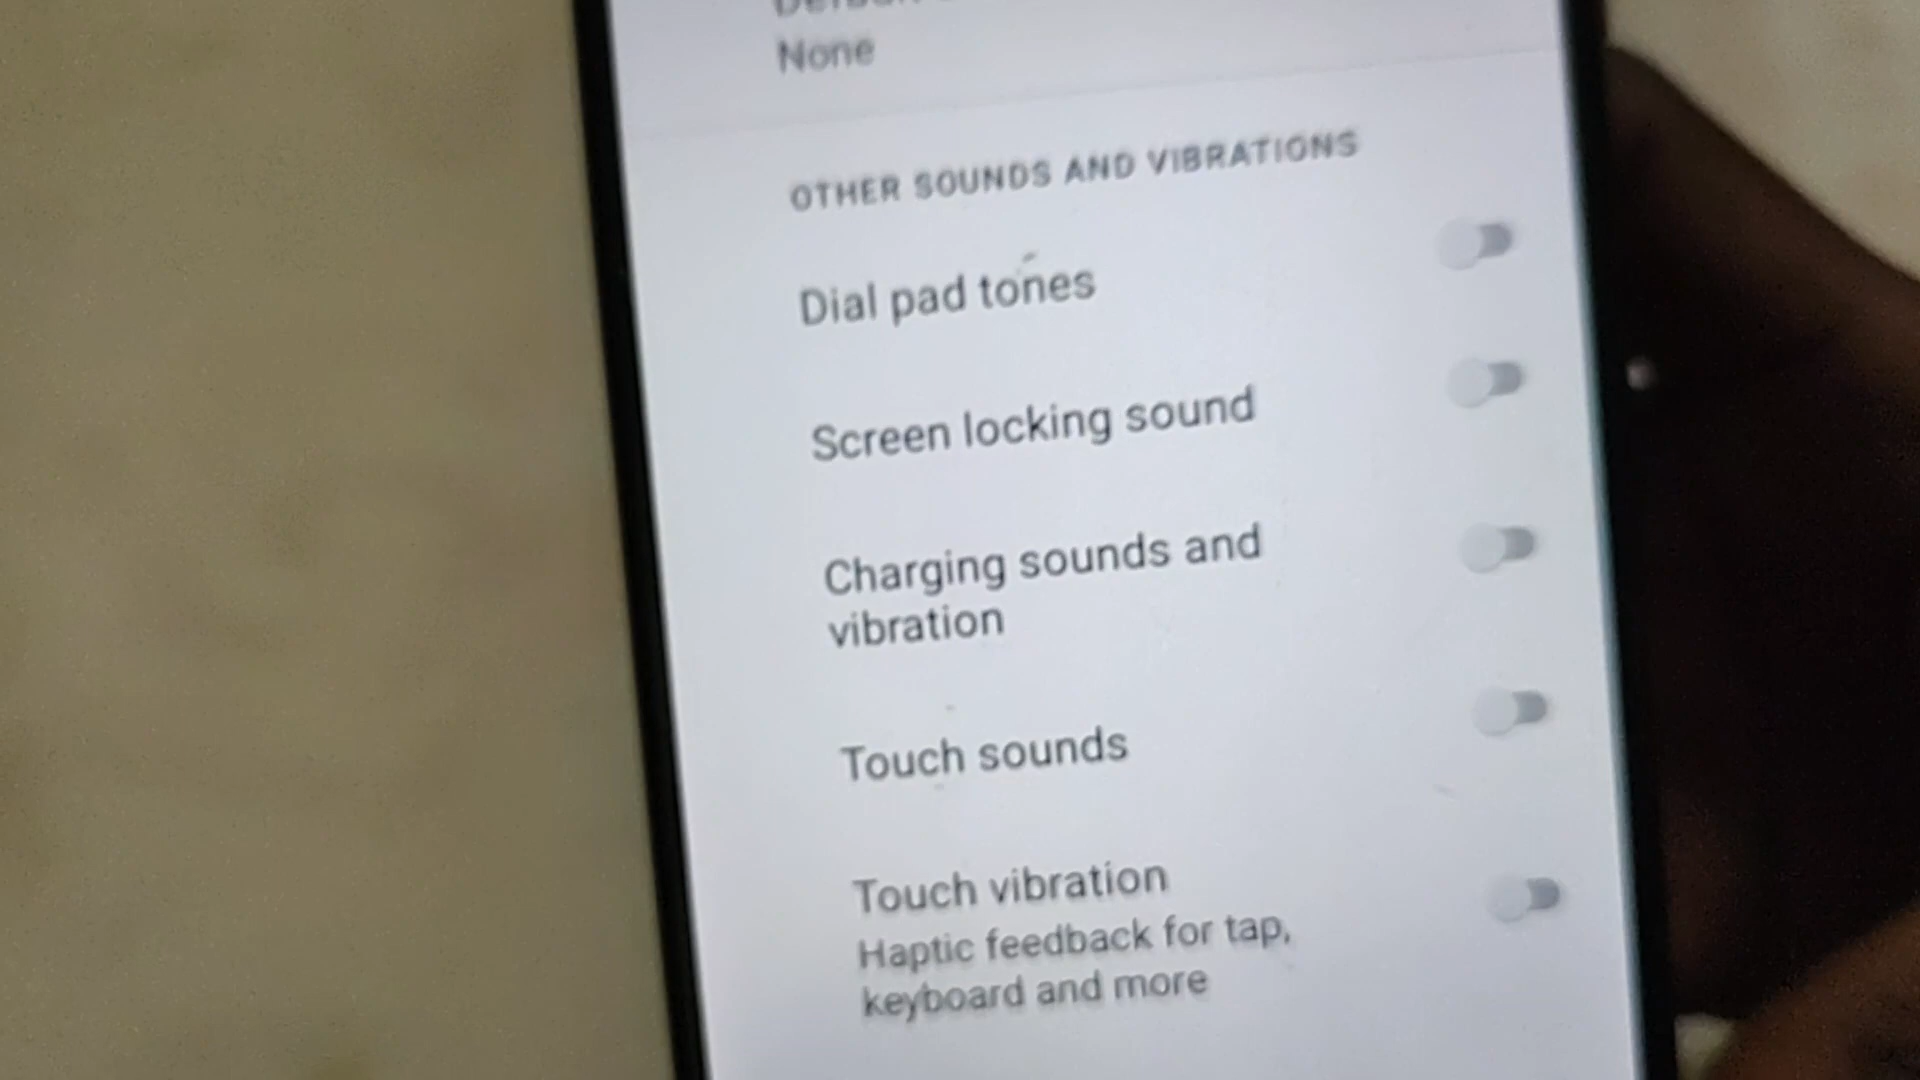 None
OTHER SOUNDS AND VIBRATIONS
Dial pad tones
Screen locking sound
Charging sounds and
vibration
Touch sounds
Touch vibration
Haptic feedback for tap,
keyboard and more